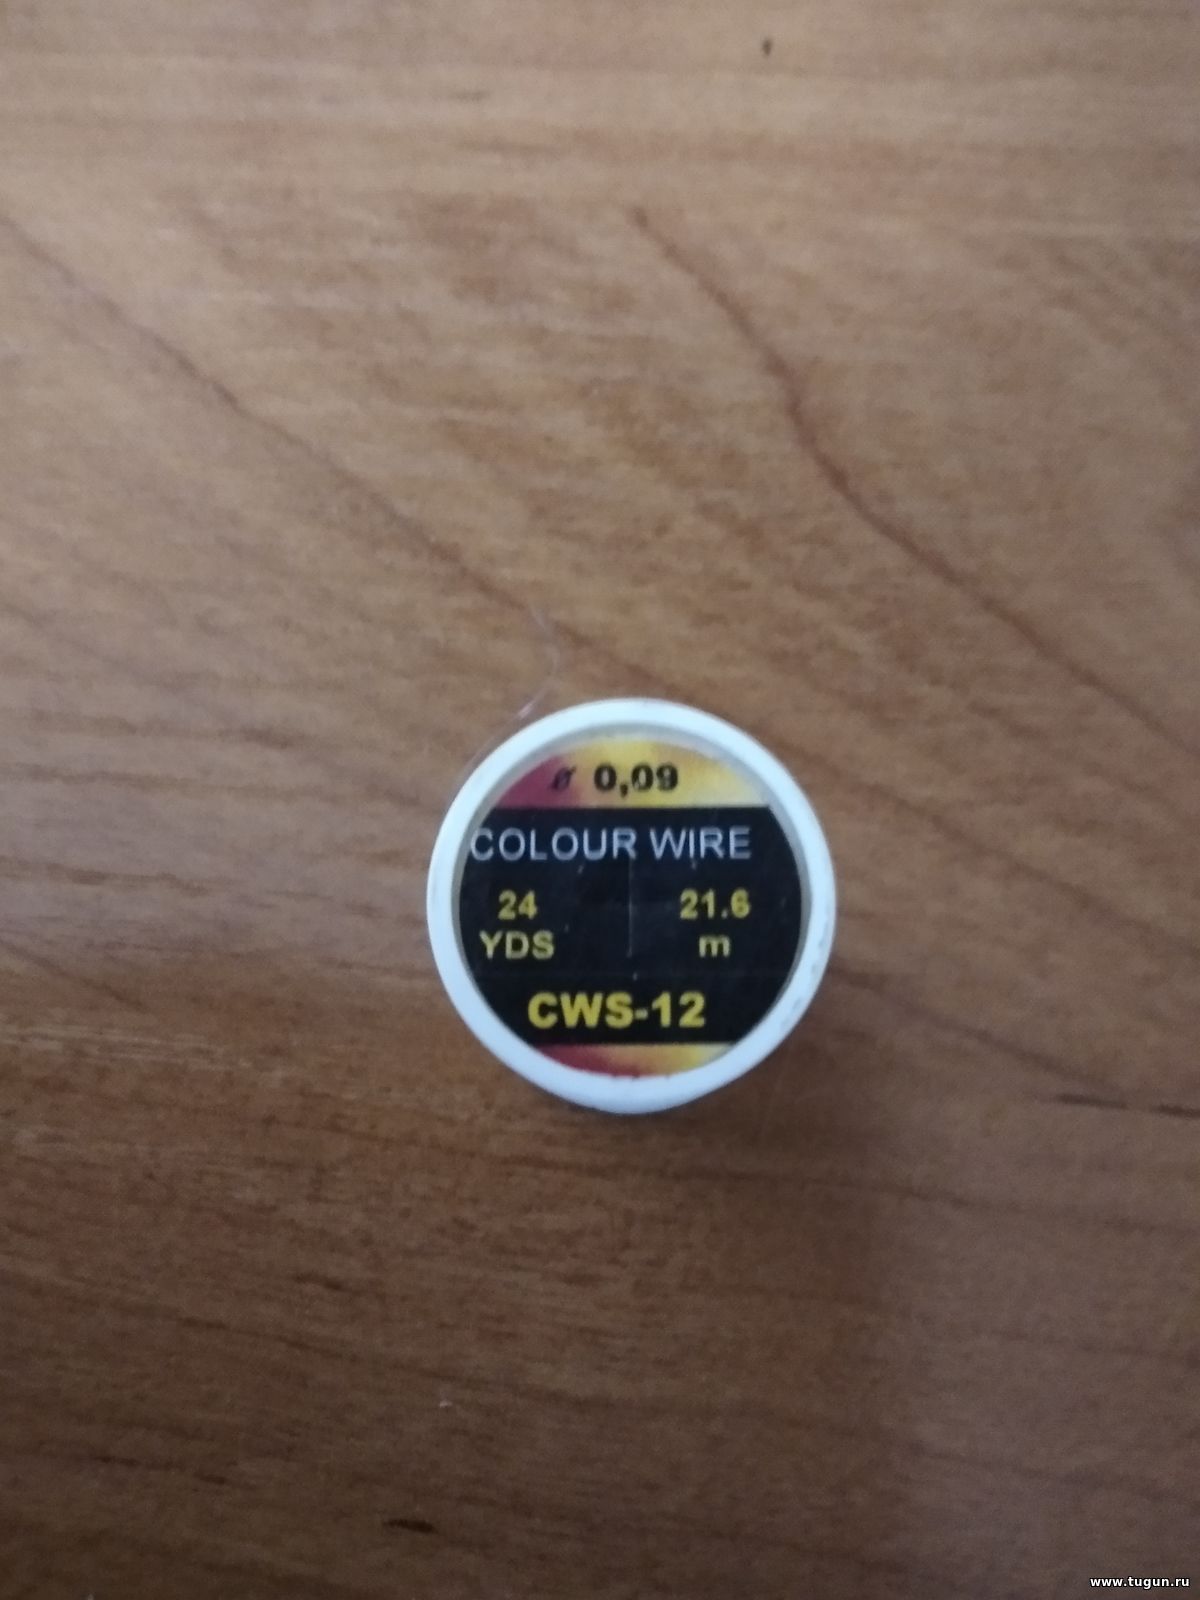 ø 0,09
COLOUR WIRE
24 21.6
YDS m
CWS-12
www.tugun.ru